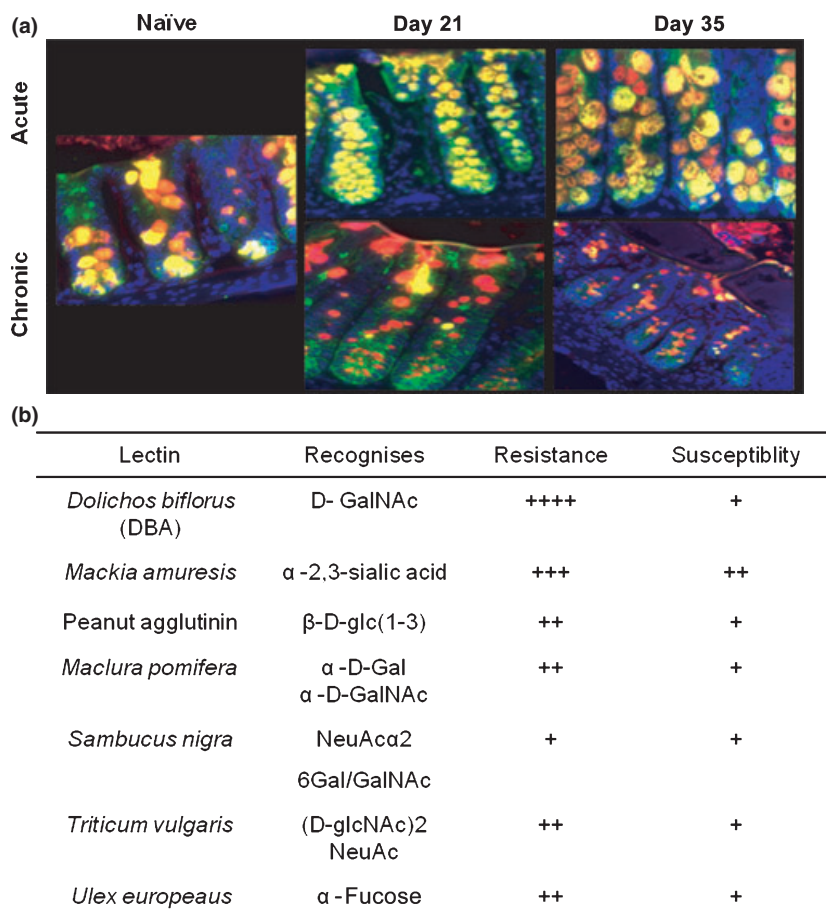 (a)
Naïve Day 21 Day 35
Acute
Chronic
(b)
Lectin Recognises Resistance Susceptiblity
Dolichos biflorus D- GalNAc ++++ +
(DBA)
Mackia amuresis α -2,3-sialic acid +++ ++
Peanut agglutinin β-D-glc(1-3) ++ +
Maclura pomifera α -D-Gal ++ +
α -D-GalNAc
Sambucus nigra NeuAcα2 + +
6Gal/GalNAc
Triticum vulgaris (D-glcNAc)2 ++ +
NeuAc
Ulex europeaus α -Fucose ++ +